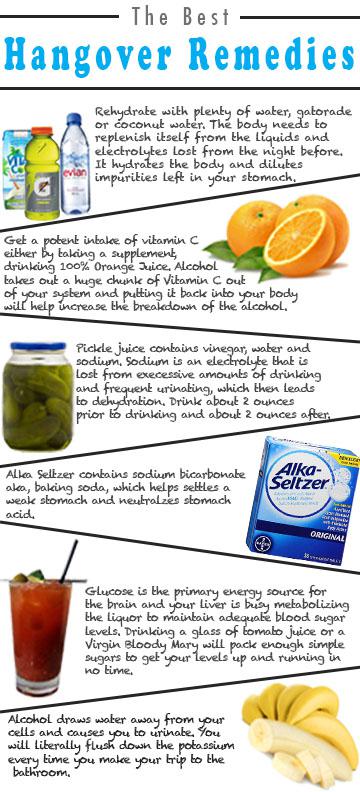 The Best
Hangover Remedies
Rehydrate with plenty of water, gatorade
or coconut water. The body needs to
replenish itself from the liquids and
electrolytes lost from the night before.
It hydrates the body and dilutes
impurities left in your stomach.
evian
G
Get a potent intake of vitamin C
either by taking a supplement,
drinking 100% Orange Juice. Alcohol
takes out a huge chunk of Vitamin C out
of your system and putting it back into your body
will help increase the breakdown of the alcohol.
Pickle juice contains vinegar, water and
sodium. Sodium is an electrolyte that is
lost from execessive amounts of drinking
and frequent urinating, which then leads
to dehydration. Drink about 2 ounces
prior to drinking and about 2 ounces after.
Alka Seltzer contains sodium bicarbonate
aka, baking soda, which helps settles a
weak stomach and neutralzes stomach
acid.
Alka-
Seltzer
ORIGINAL
Glucose is the primary energy source for
the brain and your liver is busy metabolizing
the liquor to maintain adequate blood sugar
levels. Drinking a glass of tomato juice or a
Virgin Bloody Mary will pack enough simple
sugars to get your levels up and running in
no time.
Alcohol draws water away from your
cells and causes you to urinate. You
will literally flush down the potassium
every time you make your trip to the
bathroom.